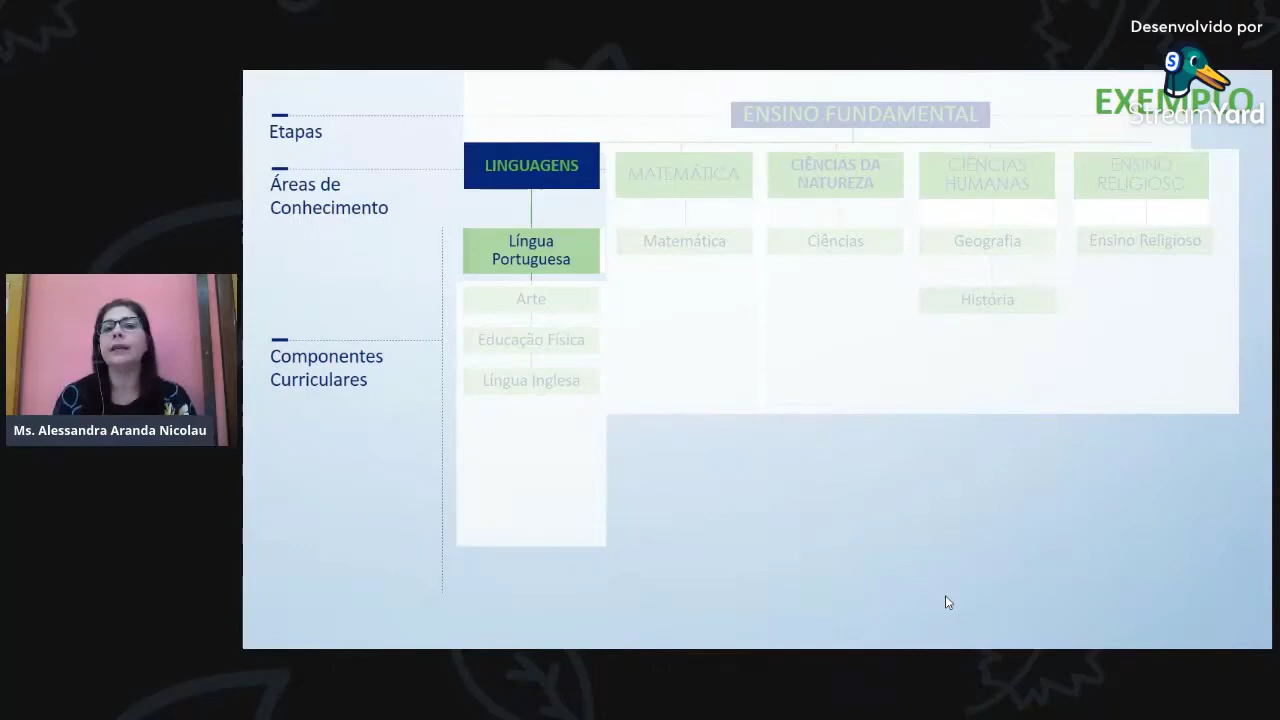 Desenvolvido por
StreamYard
EXEMPLO
Etapas
ENSINO FUNDAMENTAL
Áreas de
Conhecimento
LINGUAGENS
MATEMÁTICA
CIÊNCIAS DA
NATUREZA
CIÊNCIAS
HUMANAS
ENSINO
RELIGIOSO
Língua
Portuguesa
Matemática
Ciências
Geografia
Ensino Religioso
Arte
História
Educação Física
Língua Inglesa
Componentes
Curriculares
Ms. Alessandra Aranda Nicolau